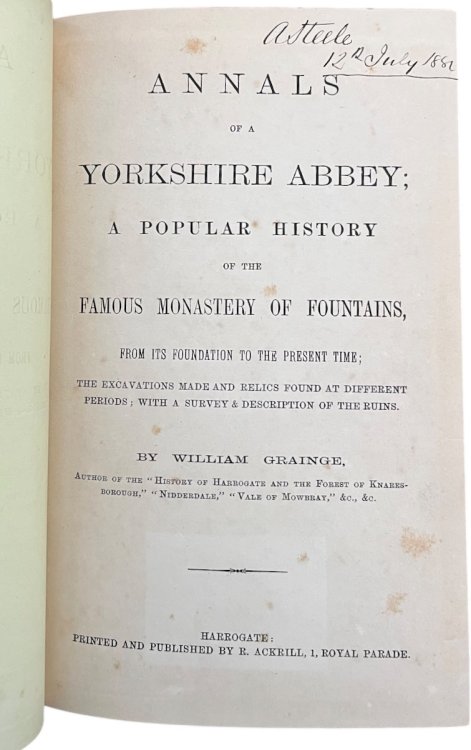 A Steele
12th July 1881
ANNALS
OF A
YORKSHIRE ABBEY;
A POPULAR HISTORY
OF THE
FAMOUS MONASTERY OF FOUNTAINS,
FROM ITS FOUNDATION TO THE PRESENT TIME;
THE EXCAVATIONS MADE AND RELICS FOUND AT DIFFERENT
PERIODS; WITH A SURVEY & DESCRIPTION OF THE RUINS.
BY WILLIAM GRAINGE,
AUTHOR OF THE "HISTORY OF HARROGATE AND THE FOREST OF KNARES-
BOROUGH," "NIDDERDALE," "VALE OF MOWBRAY," &C., &C.
HARROGATE:
PRINTED AND PUBLISHED BY R. ACKRILL, 1, ROYAL PARADE.